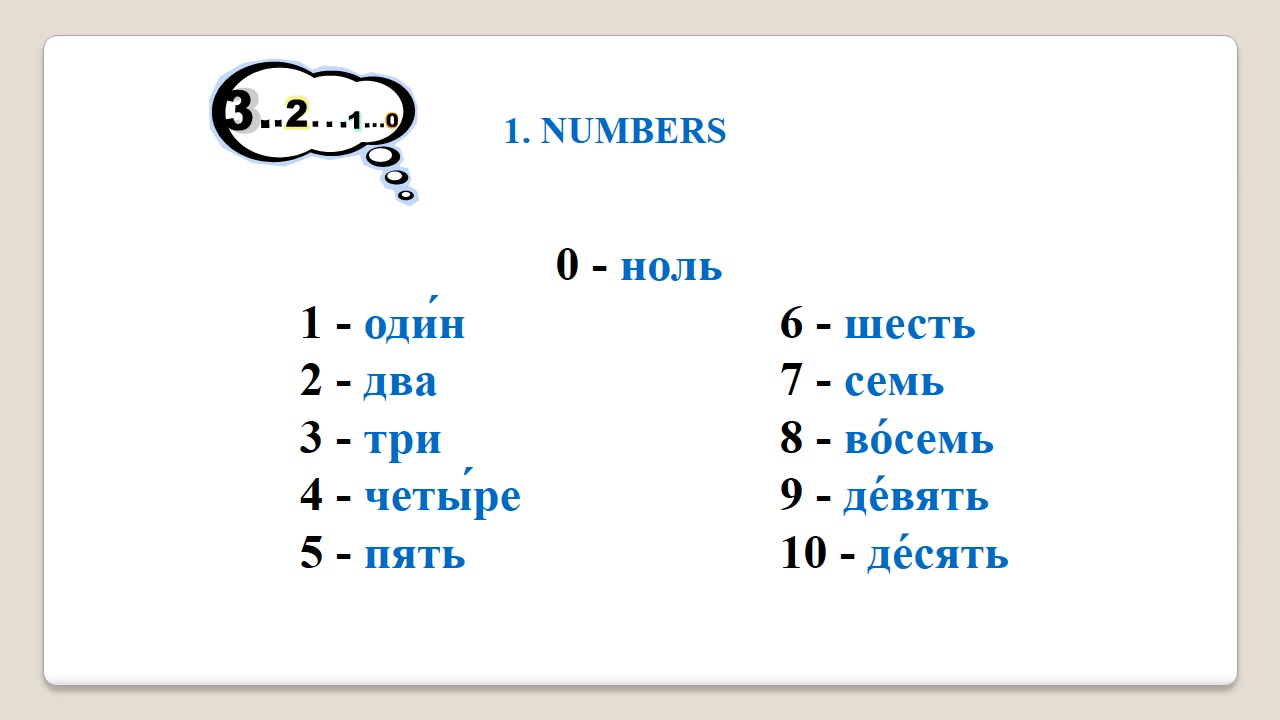 3..2...1...0
1. NUMBERS
0 - ноль
1 - оди́н
2 - два
3 - три
4 - четы́ре
5 - пять
6 - шесть
7 - семь
8 - во́семь
9 - де́вять
10 - де́сять